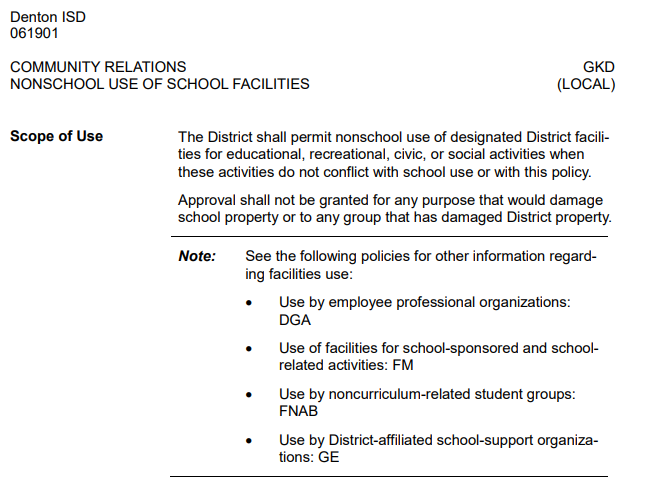 Denton ISD
061901
COMMUNITY RELATIONS GKD
NONSCHOOL USE OF SCHOOL FACILITIES (LOCAL)
Scope of Use The District shall permit nonschool use of designated District facili-
ties for educational, recreational, civic, or social activities when
these activities do not conflict with school use or with this policy.
Approval shall not be granted for any purpose that would damage
school property or to any group that has damaged District property.
Note: See the following policies for other information regard-
ing facilities use:
• Use by employee professional organizations:
DGA
• Use of facilities for school-sponsored and school-
related activities: FM
• Use by noncurriculum-related student groups:
FNAB
• Use by District-affiliated school-support organiza-
tions: GE